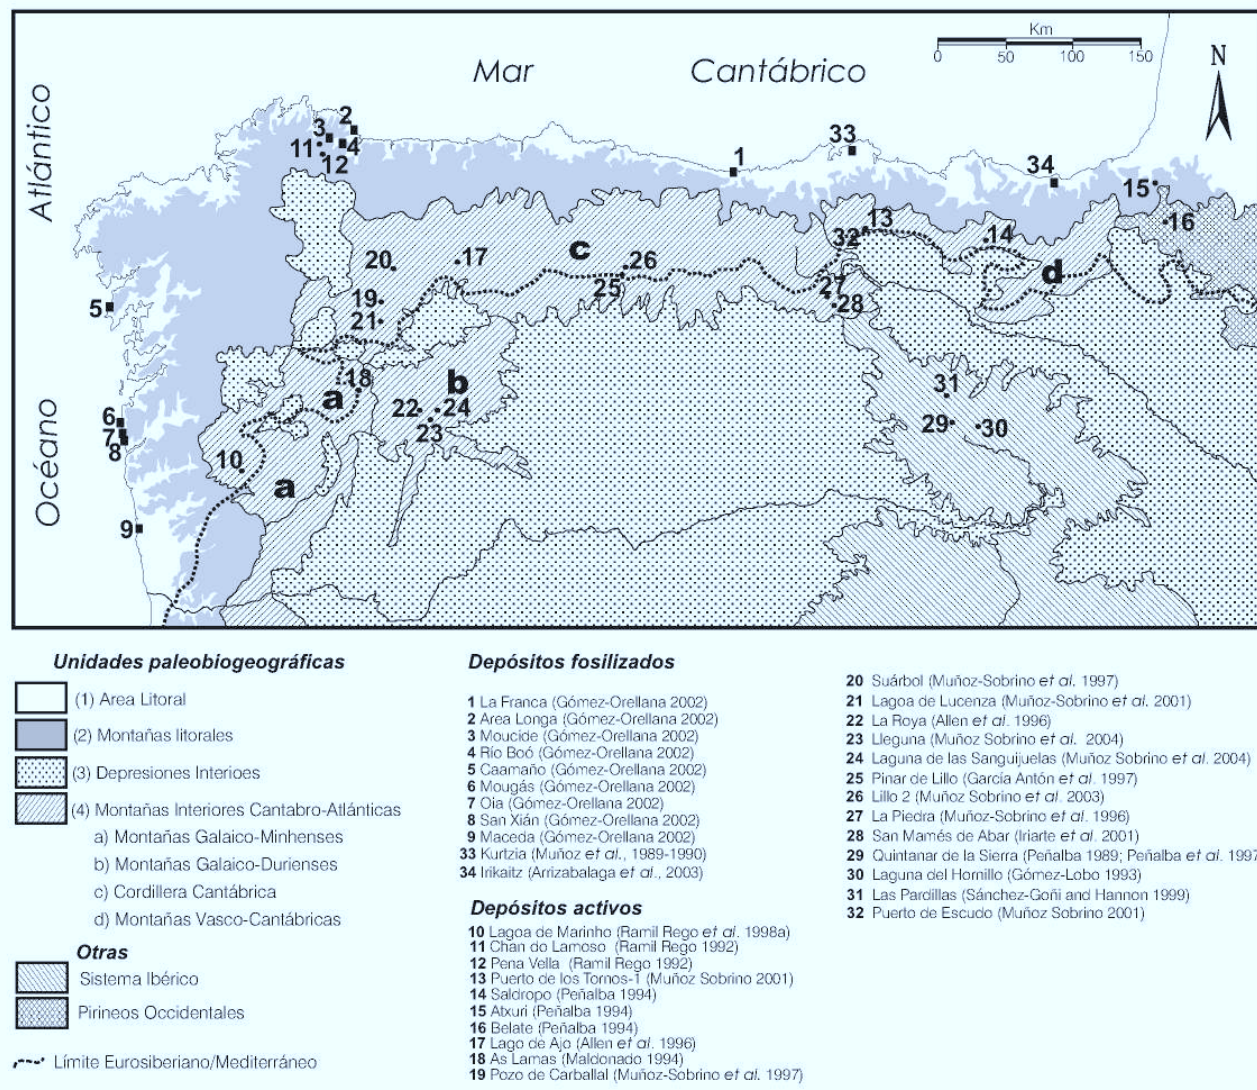 Km
0 50 100 150
N
Mar Cantábrico
Océano Atlántico
2
3
4
11
12
1
33
34
15
16
13
32
14
c
d
20
17
26
25
27
28
19
21
5
18
a
b
22
24
23
31
29
30
6
7
8
10
a
9
Unidades paleobiogeográficas
(1) Area Litoral
(2) Montañas litorales
(3) Depresiones Interioes
(4) Montañas Interiores Cantabro-Atlánticas
a) Montañas Galaico-Minhenses
b) Montañas Galaico-Durienses
c) Cordillera Cantábrica
d) Montañas Vasco-Cantábricas
Otras
Sistema Ibérico
Pirineos Occidentales
Límite Eurosiberiano/Mediterráneo
Depósitos fosilizados
1 La Franca (Gómez-Orellana 2002)
2 Area Longa (Gómez-Orellana 2002)
3 Moucide (Gómez-Orellana 2002)
4 Río Boó (Gómez-Orellana 2002)
5 Caamaño (Gómez-Orellana 2002)
6 Mougás (Gómez-Orellana 2002)
7 Oia (Gómez-Orellana 2002)
8 San Xián (Gómez-Orellana 2002)
9 Maceda (Gómez-Orellana 2002)
33 Kurtzia (Muñoz et al., 1989-1990)
34 Irikaitz (Arrizabalaga et al., 2003)
Depósitos activos
10 Lagoa de Marinho (Ramil Rego et al. 1998a)
11 Chan do Lamoso (Ramil Rego 1992)
12 Pena Vella (Ramil Rego 1992)
13 Puerto de los Tornos-1 (Muñoz Sobrino 2001)
14 Saldropo (Peñalba 1994)
15 Atxuri (Peñalba 1994)
16 Belate (Peñalba 1994)
17 Lago de Ajo (Allen et al. 1996)
18 As Lamas (Maldonado 1994)
19 Pozo de Carballal (Muñoz-Sobrino et al. 1997)
20 Suárbol (Muñoz-Sobrino et al. 1997)
21 Lagoa de Lucenza (Muñoz-Sobrino et al. 2001)
22 La Roya (Allen et al. 1996)
23 Lleguna (Muñoz Sobrino et al. 2004)
24 Laguna de las Sanguijuelas (Muñoz Sobrino et al. 2004)
25 Pinar de Lillo (García Antón et al. 1997)
26 Lillo 2 (Muñoz Sobrino et al. 2003)
27 La Piedra (Muñoz-Sobrino et al. 1996)
28 San Mamés de Abar (Iriarte et al. 2001)
29 Quintanar de la Sierra (Peñalba 1989; Peñalba et al. 1997
30 Laguna del Hornillo (Gómez-Lobo 1993)
31 Las Pardillas (Sánchez-Goñi and Hannon 1999)
32 Puerto de Escudo (Muñoz Sobrino 2001)